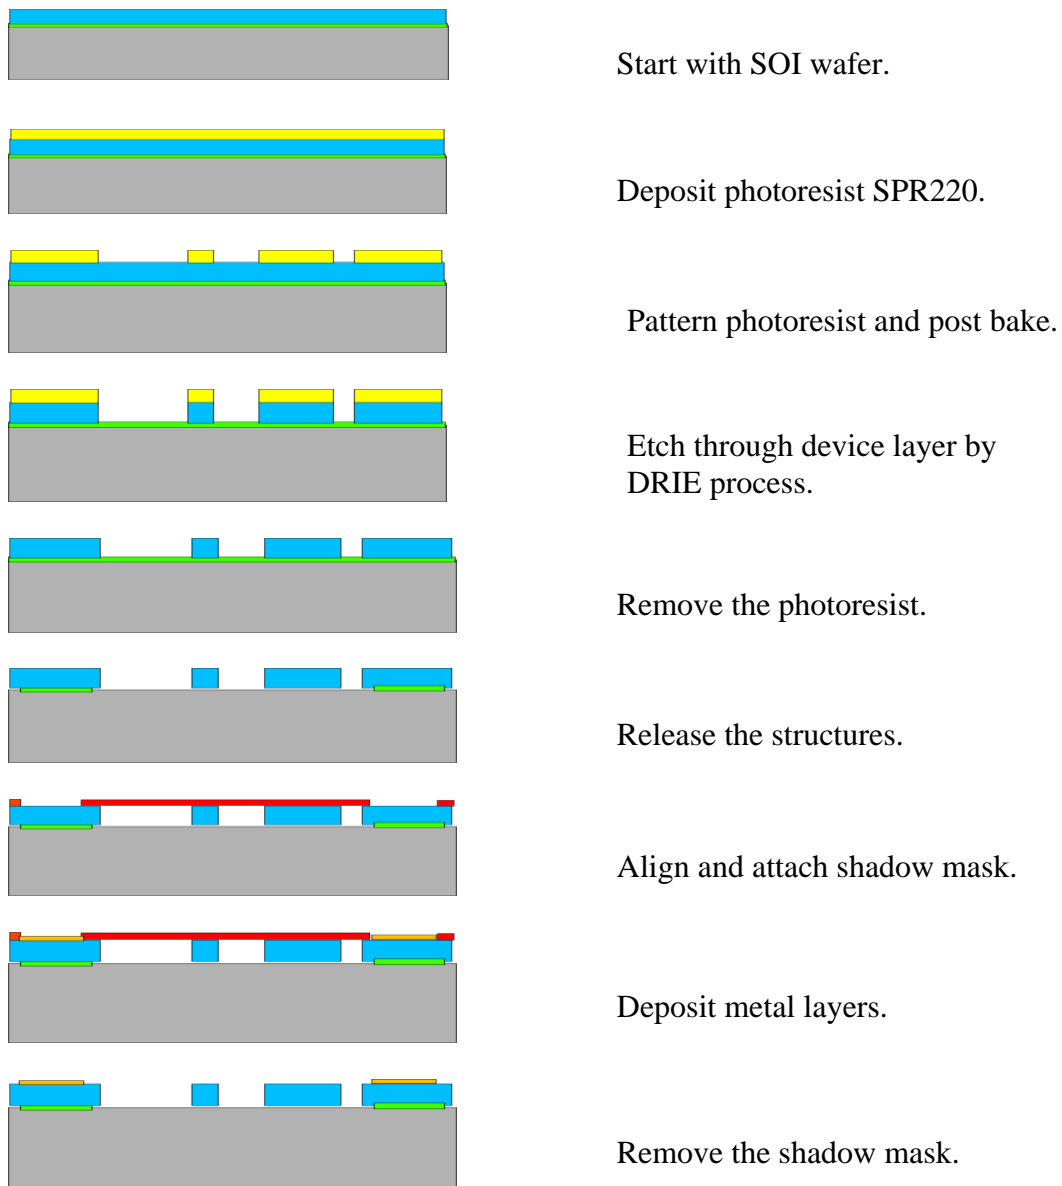 Start with SOI wafer.
Deposit photoresist SPR220.
Pattern photoresist and post bake.
Etch through device layer by
DRIE process.
Remove the photoresist.
Release the structures.
Align and attach shadow mask.
Deposit metal layers.
Remove the shadow mask.